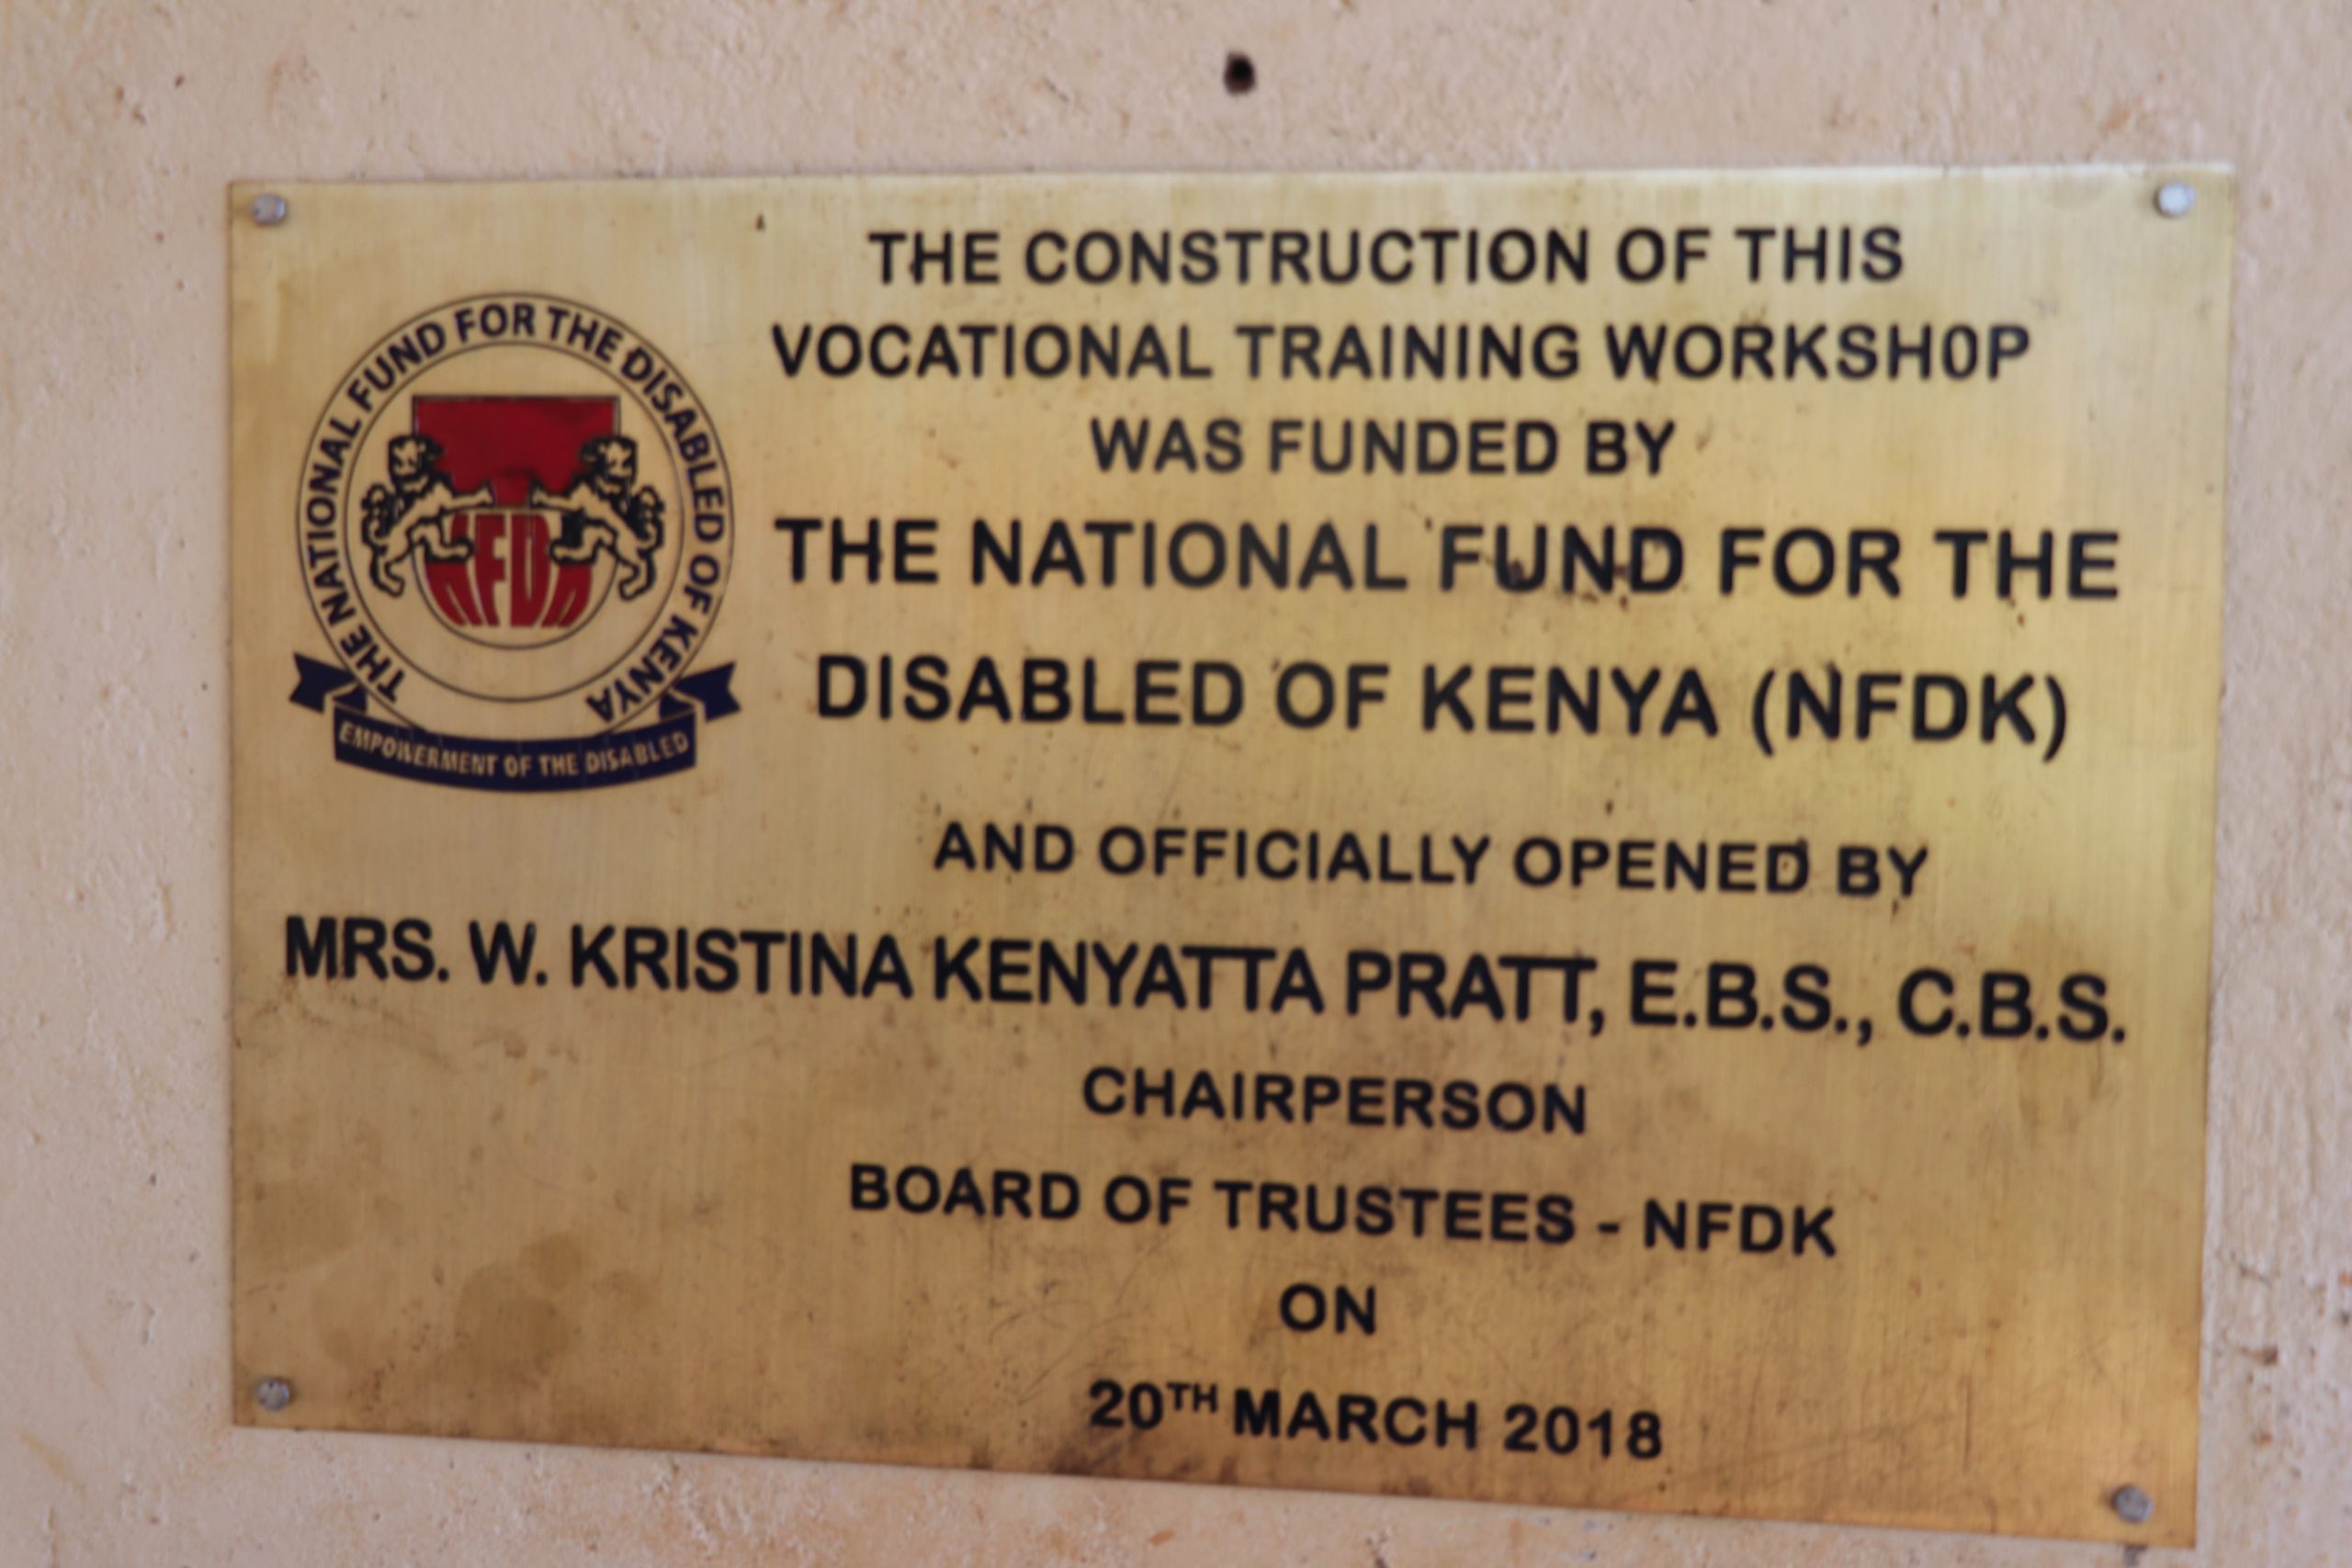 THE NATIONAL FUND FOR THE DISABLED OF KENYA
NFDK
EMPOWERMENT OF THE DISABLED
THE CONSTRUCTION OF THIS
VOCATIONAL TRAINING WORKSH0P
WAS FUNDED BY
THE NATIONAL FUND FOR THE
DISABLED OF KENYA (NFDK)
AND OFFICIALLY OPENED BY
MRS. W. KRISTINA KENYATTA PRATT, E.B.S., C.B.S.
CHAIRPERSON
BOARD OF TRUSTEES - NFDK
ON
20TH MARCH 2018